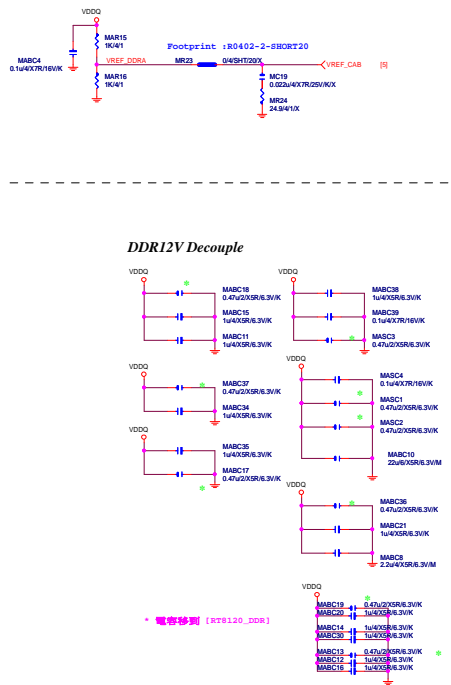 VDDQ
MAR15
1K/4/1
Footprint :R0402-2-SHORT20
MABC4
0.1u/4/X7R/16V/K
VREF_DDRA
MR23
0/4/SHT/20/X
VREF_CAB
[5]
MAR16
1K/4/1
MC19
0.022u/4/X7R/25V/K/X
MR24
24.9/4/1/X
DDR12V Decouple
VDDQ
*
MABC18
0.47u/2/X5R/6.3V/K
MABC15
1u/4/X5R/6.3V/K
MABC11
1u/4/X5R/6.3V/K
VDDQ
MABC38
1u/4/X5R/6.3V/K
MABC39
0.1u/4/X7R/16V/K
*
MASC3
0.47u/2/X5R/6.3V/K
VDDQ
*
MABC37
0.47u/2/X5R/6.3V/K
MABC34
1u/4/X5R/6.3V/K
VDDQ
MABC35
1u/4/X5R/6.3V/K
MABC17
0.47u/2/X5R/6.3V/K
*
VDDQ
MASC4
0.1u/4/X7R/16V/K
*
MASC1
0.47u/2/X5R/6.3V/K
*
MASC2
0.47u/2/X5R/6.3V/K
MABC10
22u/6/X5R/6.3V/M
VDDQ
*
MABC36
0.47u/2/X5R/6.3V/K
MABC21
1u/4/X5R/6.3V/K
MABC8
2.2u/4/X5R/6.3V/M
VDDQ
*
MABC19 0.47u/2/X5R/6.3V/K
MABC20 1u/4/X5R/6.3V/K
MABC14 1u/4/X5R/6.3V/K
MABC30 1u/4/X5R/6.3V/K
MABC13 0.47u/2/X5R/6.3V/K *
MABC12 1u/4/X5R/6.3V/K
MABC16 1u/4/X5R/6.3V/K
* 電容移到 [RT8120_DDR]